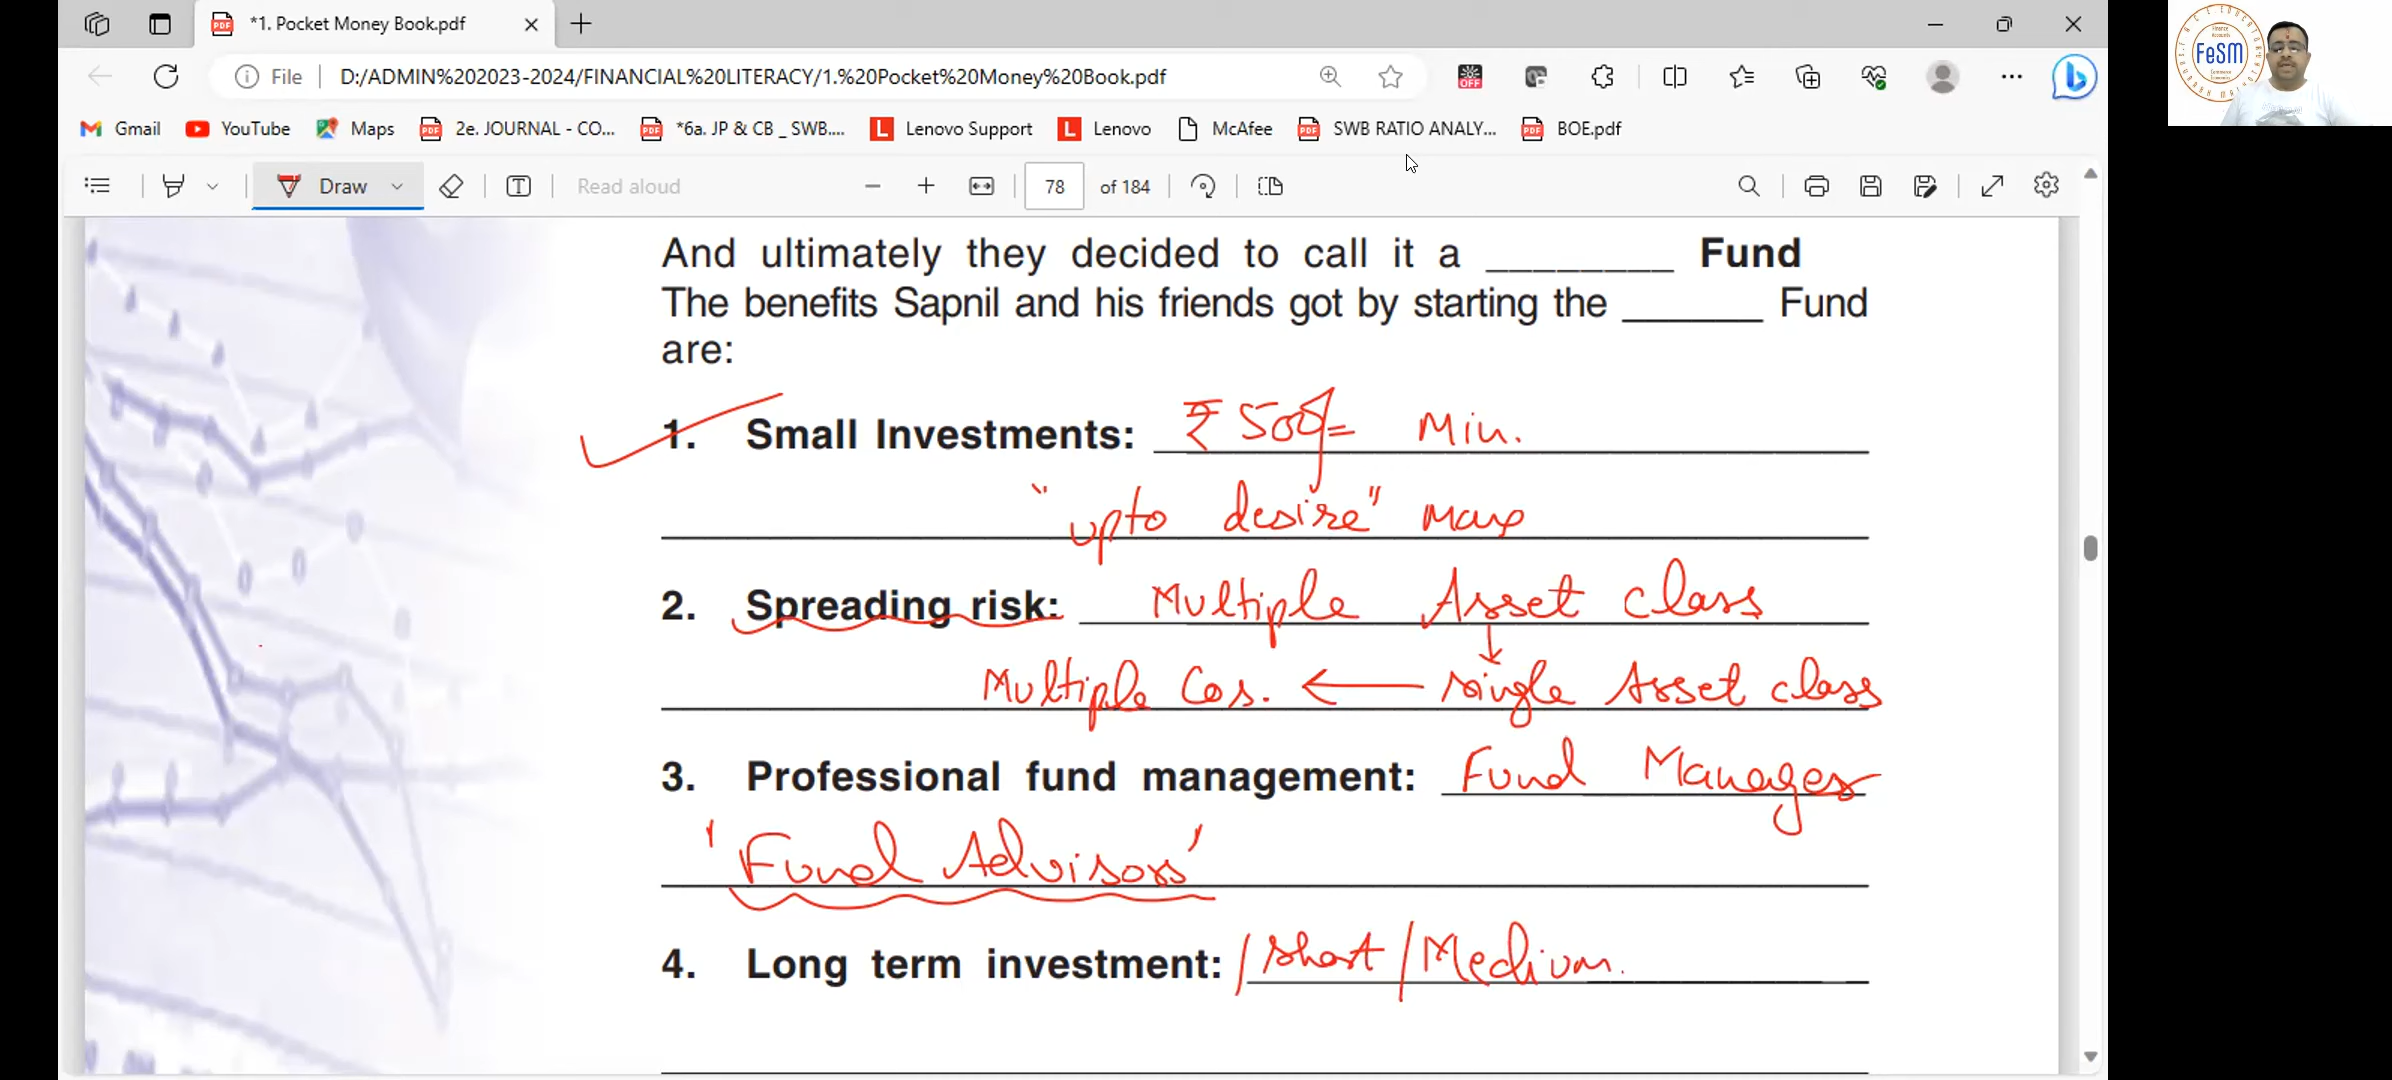 *1. Pocket Money Book.pdf
File D:/ADMIN%202023-2024/FINANCIAL%20LITERACY/1.%20Pocket%20Money%20Book.pdf
OFF
Gmail YouTube Maps 2e. JOURNAL - CO... *6a. JP & CB _ SWB.... Lenovo Support Lenovo McAfee SWB RATIO ANALY... BOE.pdf
Draw Read aloud 78 of 184
FeSM
And ultimately they decided to call it a ________ Fund
The benefits Sapnil and his friends got by starting the ______ Fund
are:
1. Small Investments: ₹ 500/= Min.
"upto desire" Max
2. Spreading risk: Multiple Asset class
Multiple Cos. ← single Asset class
3. Professional fund management: Fund Manager
'Fund Advisors'
4. Long term investment: /short/Medium.